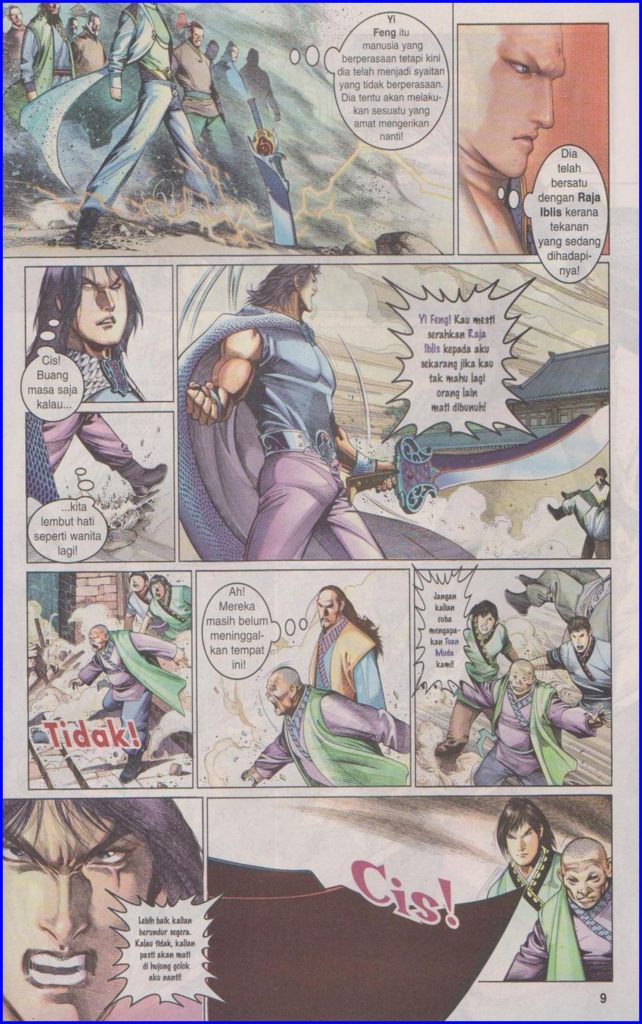 Yi
Feng itu
manusia yang
berperasaan tetapi kini
dia telah menjadi syaitan
yang tidak berperasaan.
Dia tentu akan melaku-
kan sesuatu yang
amat mengerikan
nanti!
Dia
telah
bersatu
dengan Raja
Iblis kerana
tekanan
yang sedang
dihadapi-
nya!
Cis!
Buang
masa saja
kalau...
...kita
lembut hati
seperti wanita
lagi!
Yi Feng! Kau mesti
serahkan Raja
Iblis kepada aku
sekarang jika kau
tak mahu lagi
orang lain
mati dibunuh!
Tidak!
Ah!
Mereka
masih belum
meninggal-
kan tempat
ini!
Jangan
kalian
cuba
mengapa-
kan Tuan
Muda
kami!
Lebih baik kalian
berundur segera.
Kalau tidak, kalian
pasti akan mati
di hujung golok
aku nanti!
Cis!
9